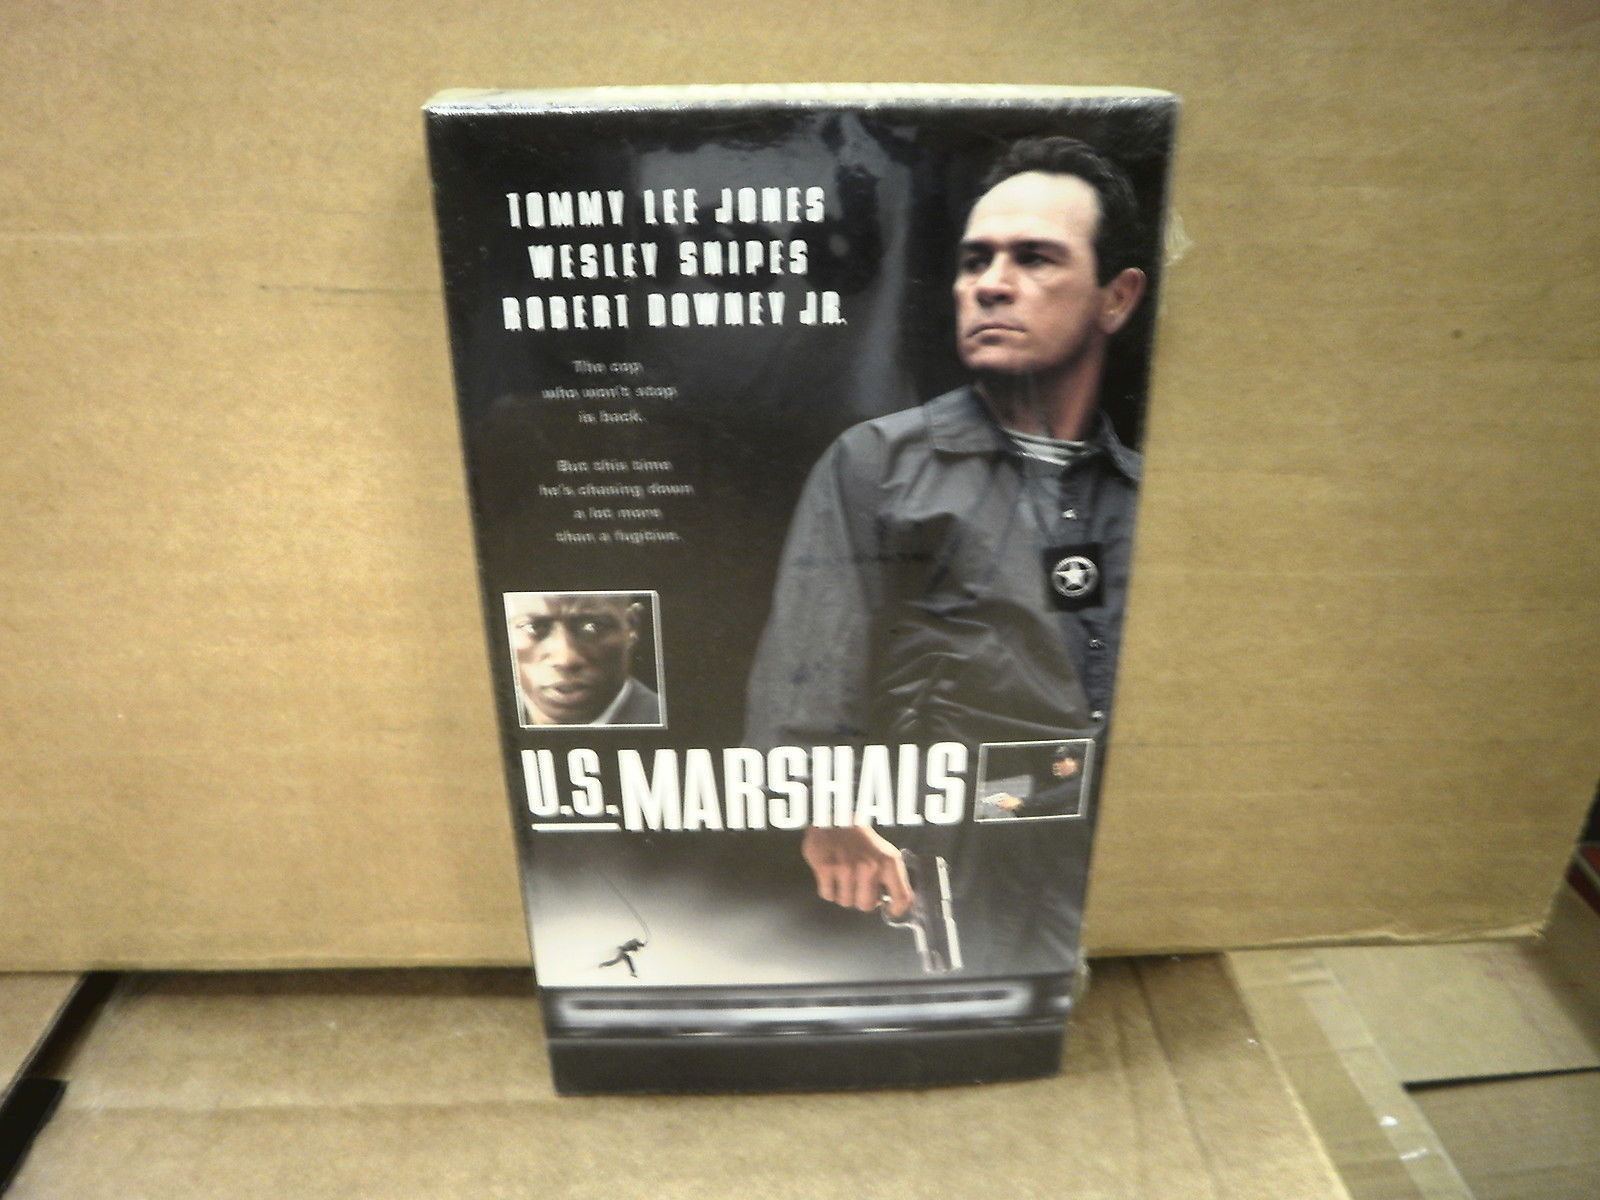 TOMMY LEE JONES
WESLEY SNIPES
ROBERT DOWNEY JR.
The cop
who won't stop
is back.
But this time
he's chasing down
a lot more
than a fugitive.
U.S. MARSHALS